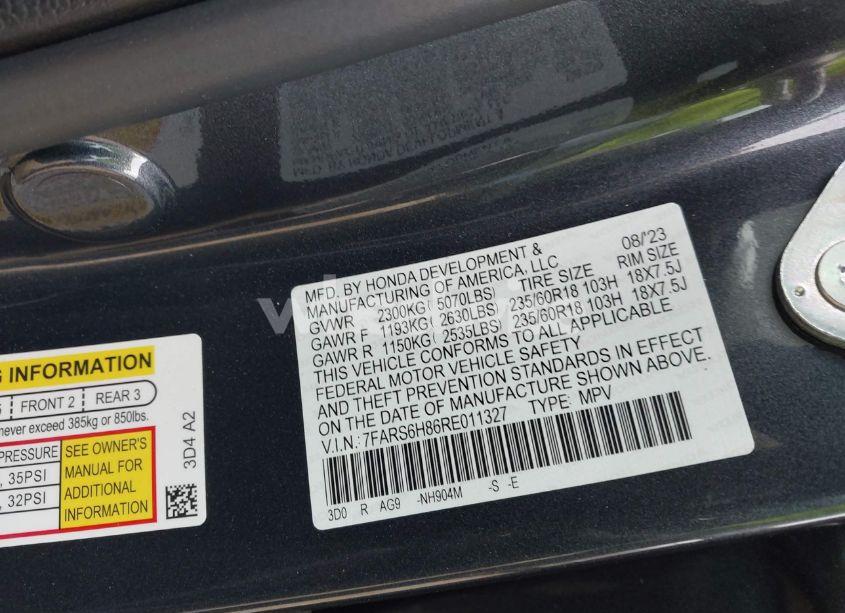 MFD. BY HONDA DEVELOPMENT & 08/'23
MANUFACTURING OF AMERICA, LLC. TIRE SIZE RIM SIZE
GVWR 2300KG( 5070LBS)
GAWR F 1193KG( 2630LBS) 235/60R18 103H 18X7.5J
GAWR R 1150KG( 2535LBS) 235/60R18 103H 18X7.5J
THIS VEHICLE CONFORMS TO ALL APPLICABLE
FEDERAL MOTOR VEHICLE SAFETY
AND THEFT PREVENTION STANDARDS IN EFFECT
ON THE DATE OF MANUFACTURE SHOWN ABOVE.
V.I.N.: 7FARS6H86RE011327 TYPE: MPV
3D0 R AG9 -NH904M -S -E
G INFORMATION
FRONT 2 REAR 3
never exceed 385kg or 850lbs.
PRESSURE
, 35PSI
, 32PSI
SEE OWNER'S
MANUAL FOR
ADDITIONAL
INFORMATION
3D4 A2